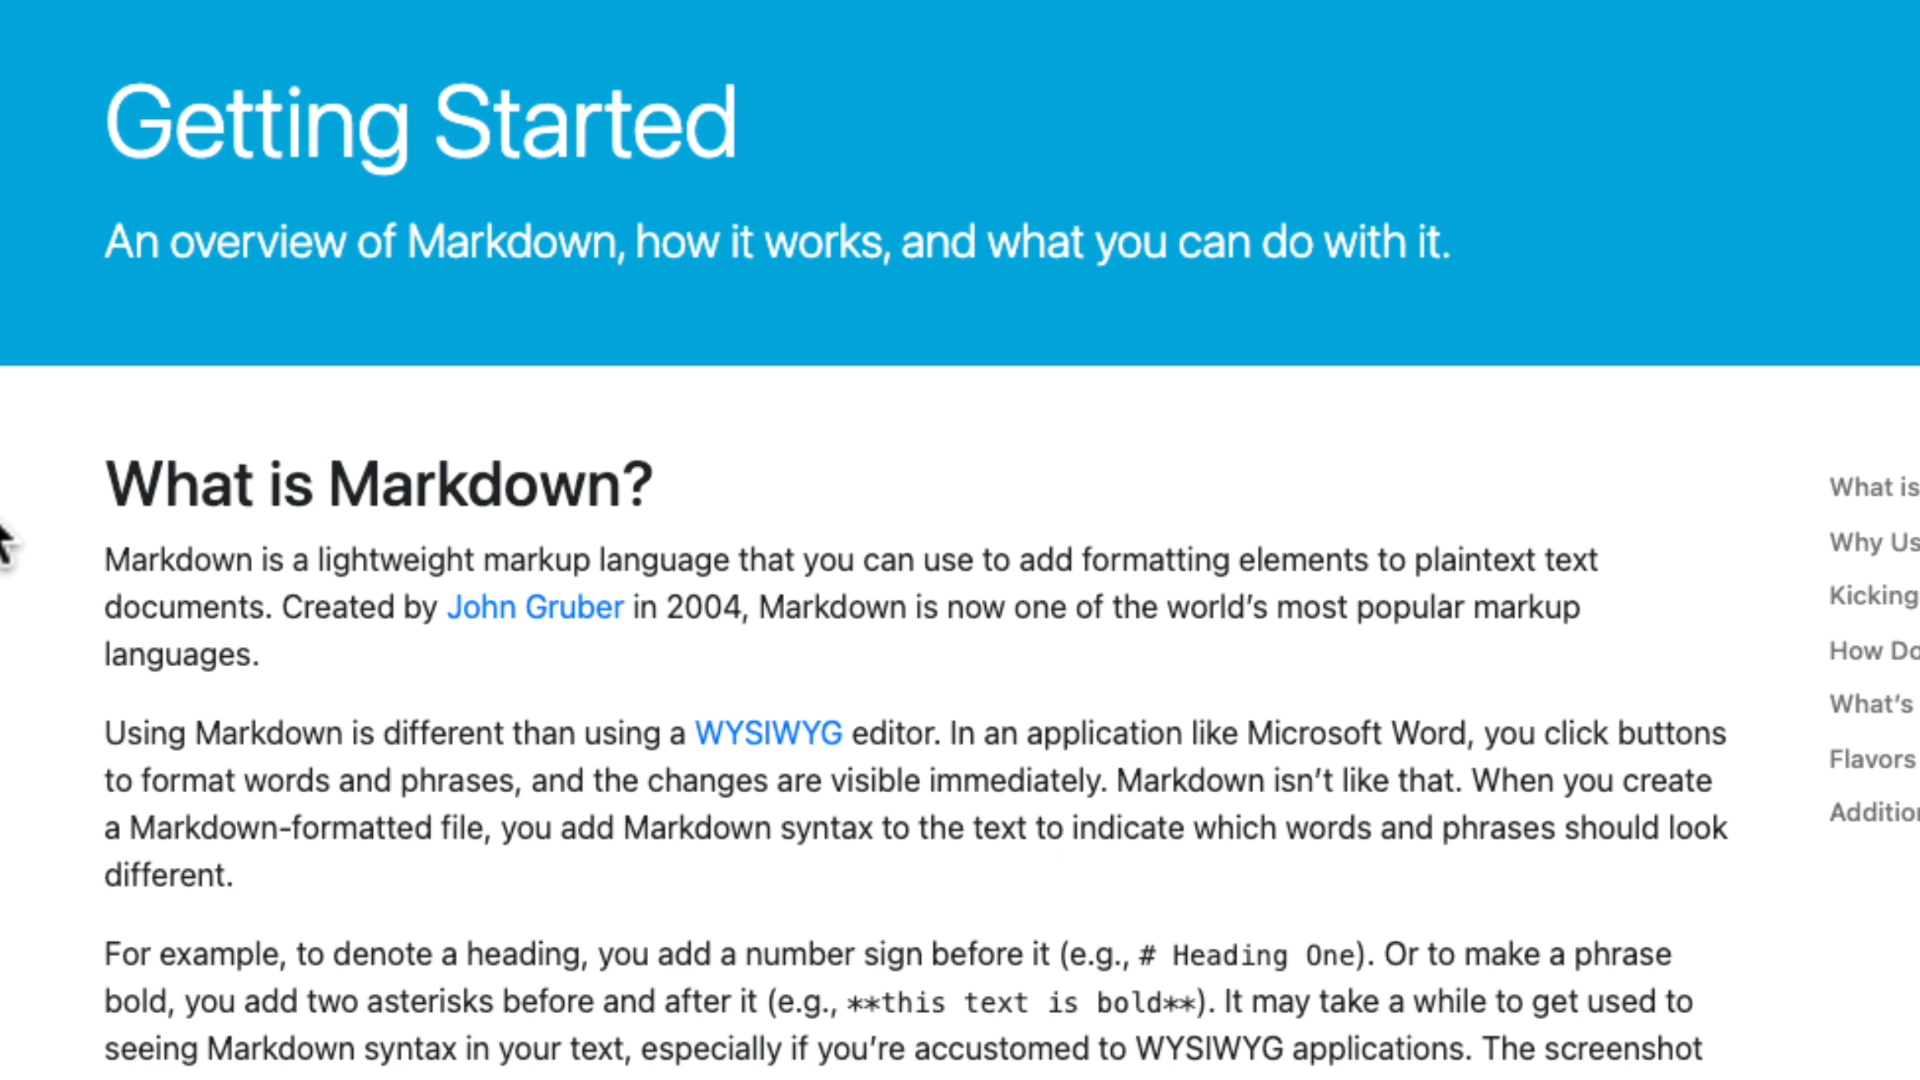 Getting Started
An overview of Markdown, how it works, and what you can do with it.
What is Markdown?
Markdown is a lightweight markup language that you can use to add formatting elements to plaintext text
documents. Created by John Gruber in 2004, Markdown is now one of the world’s most popular markup
languages.
Using Markdown is different than using a WYSIWYG editor. In an application like Microsoft Word, you click buttons
to format words and phrases, and the changes are visible immediately. Markdown isn’t like that. When you create
a Markdown-formatted file, you add Markdown syntax to the text to indicate which words and phrases should look
different.
For example, to denote a heading, you add a number sign before it (e.g., # Heading One). Or to make a phrase
bold, you add two asterisks before and after it (e.g., **this text is bold**). It may take a while to get used to
seeing Markdown syntax in your text, especially if you’re accustomed to WYSIWYG applications. The screenshot
What is
Why Us
Kicking
How Do
What’s
Flavors
Addition